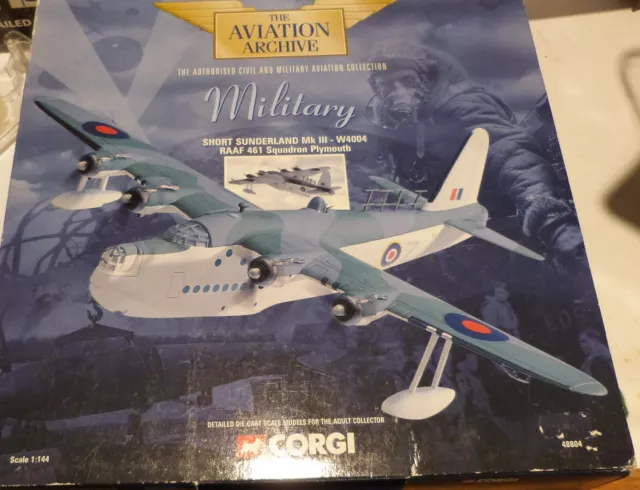 THE
AVIATION
ARCHIVE
THE AUTHORISED CIVIL AND MILITARY AVIATION COLLECTION
Military
SHORT SUNDERLAND Mk III - W4004
RAAF 461 Squadron Plymouth
DETAILED DIE CAST SCALE MODELS FOR THE ADULT COLLECTOR
CORGI
Scale 1:144
48804